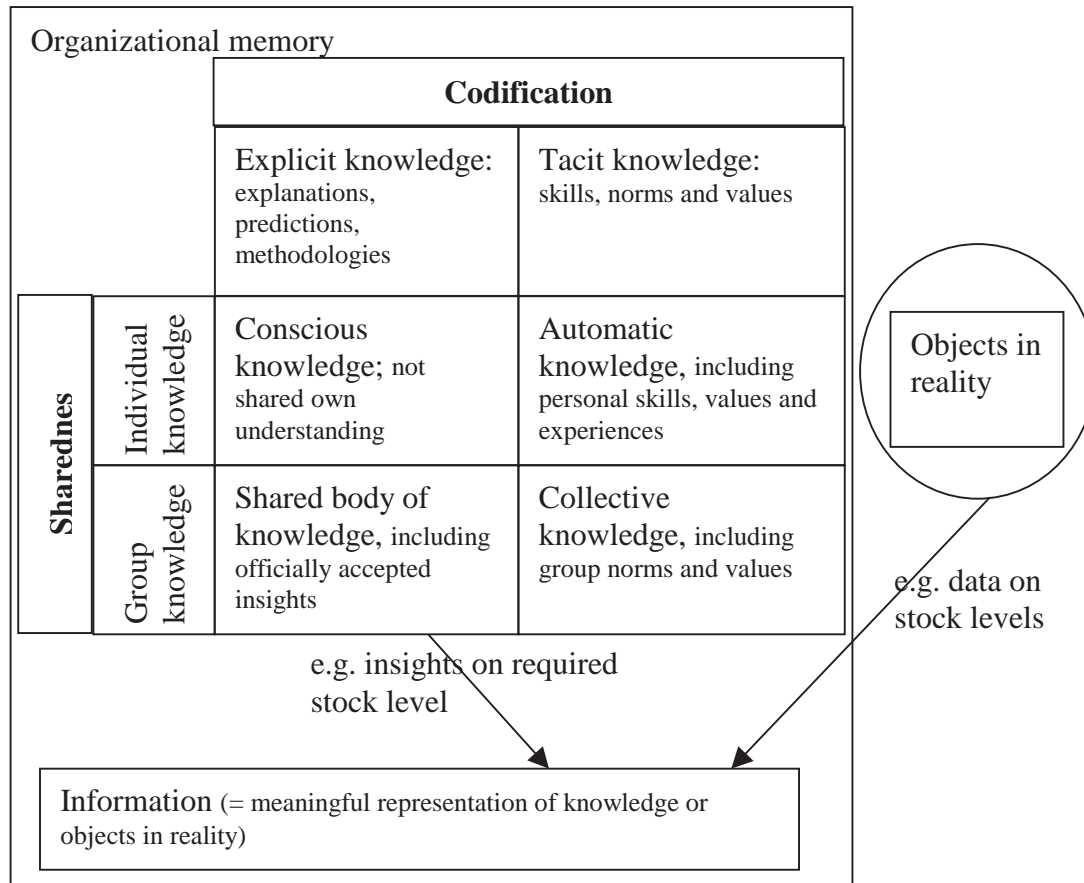 Organizational memory
Codification
Explicit knowledge:
explanations,
predictions,
methodologies
Tacit knowledge:
skills, norms and values
Sharednes
Individual
knowledge
Conscious
knowledge; not
shared own
understanding
Automatic
knowledge, including
personal skills, values and
experiences
Objects in
reality
Group
knowledge
Shared body of
knowledge, including
officially accepted
insights
Collective
knowledge, including
group norms and values
e.g. data on
stock levels
e.g. insights on required
stock level
Information (= meaningful representation of knowledge or
objects in reality)